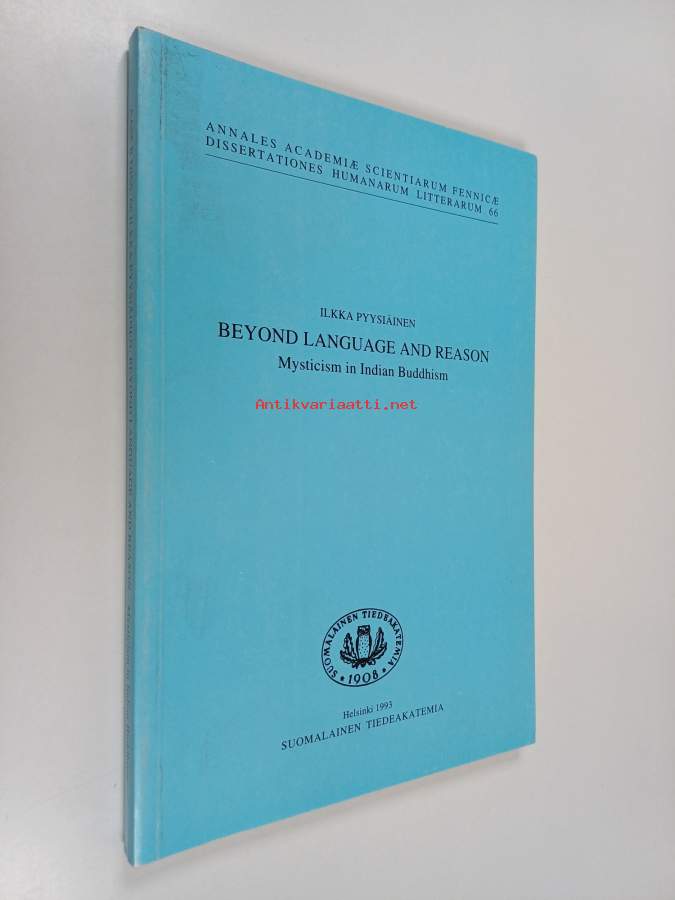 ANNALES ACADEMIÆ SCIENTIARUM FENNICÆ
DISSERTATIONES HUMANARUM LITTERARUM 66
ILKKA PYYSIÄINEN
BEYOND LANGUAGE AND REASON
Mysticism in Indian Buddhism
Antikvariaatti.net
SUOMALAINEN TIEDEAKATEMIA
• 1908 •
Helsinki 1993
SUOMALAINEN TIEDEAKATEMIA